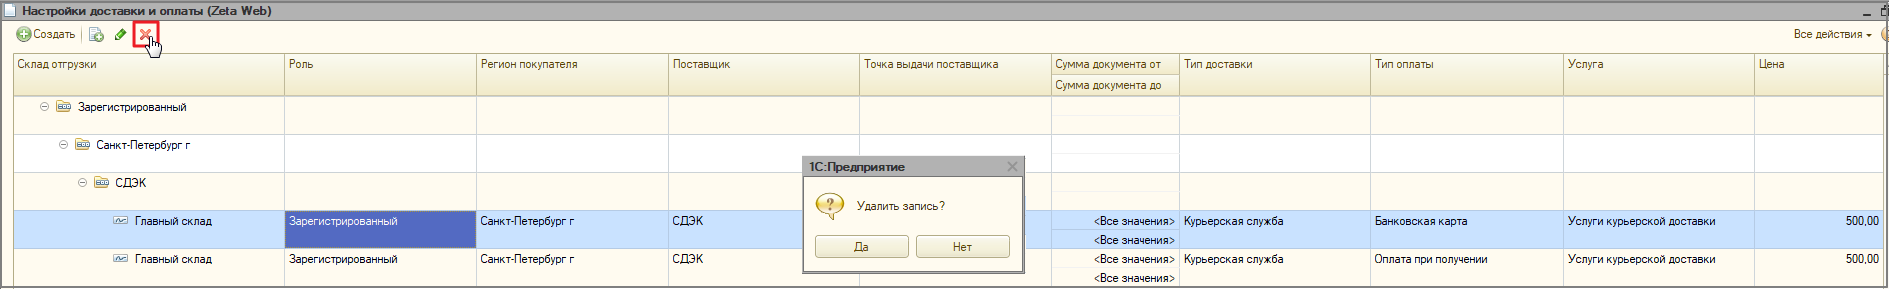 Настройки доставки и оплаты (Zeta Web)
Создать
Все действия
Склад отгрузки Роль Регион покупателя Поставщик Точка выдачи поставщика Сумма документа от Тип доставки Тип оплаты Услуга Цена
Сумма документа до
Зарегистрированный
Санкт-Петербург г
СДЭК
1С:Предприятие
Удалить запись?
Да Нет
Главный склад Зарегистрированный Санкт-Петербург г СДЭК <Все значения> Курьерская служба Банковская карта Услуги курьерской доставки 500,00
<Все значения>
Главный склад Зарегистрированный Санкт-Петербург г СДЭК <Все значения> Курьерская служба Оплата при получении Услуги курьерской доставки 500,00
<Все значения>